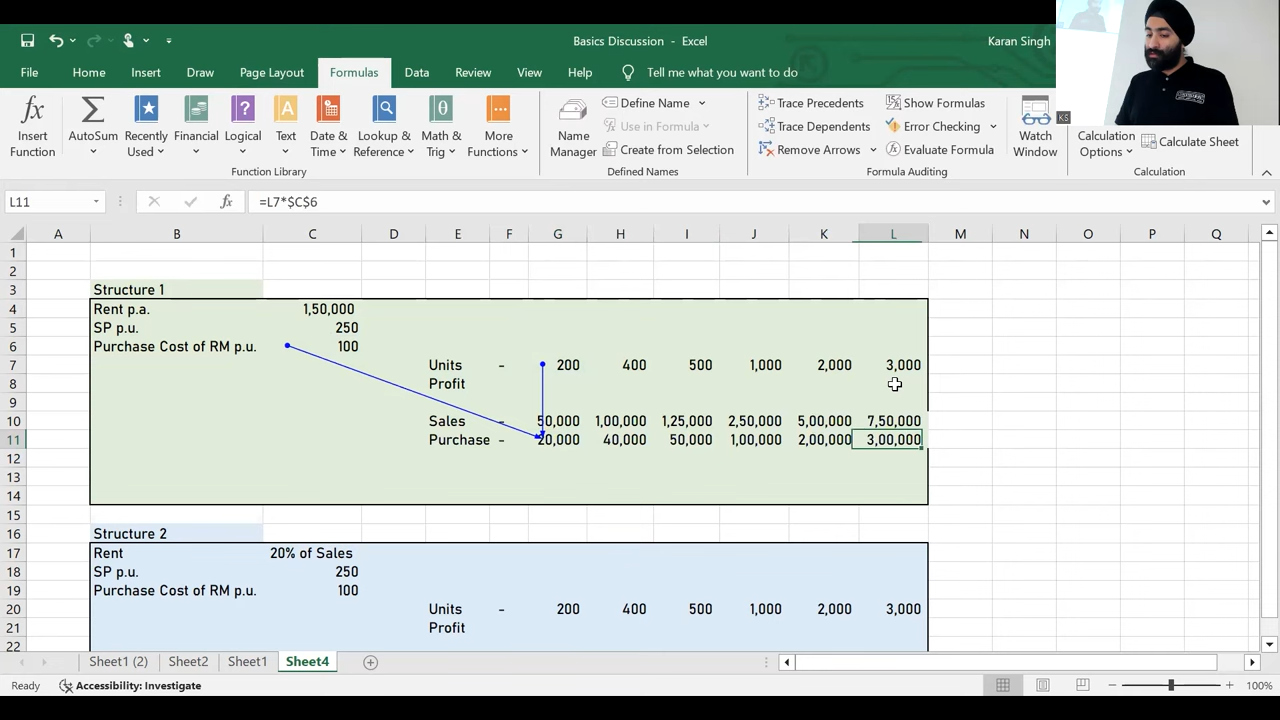 Basics Discussion - Excel
Karan Singh
File Home Insert Draw Page Layout Formulas Data Review View Help Tell me what you want to do
fx Insert Function
AutoSum
Recently Used
Financial
Logical
Text
Date & Time
Lookup & Reference
Math & Trig
More Functions
Function Library
Name Manager
Define Name
Use in Formula
Create from Selection
Defined Names
Trace Precedents
Trace Dependents
Remove Arrows
Show Formulas
Error Checking
Evaluate Formula
Formula Auditing
Watch Window
KS
Calculation Options
Calculate Sheet
Calculation
L11 fx =L7*$C$6
A B C D E F G H I J K L M N O P Q
1
2
3 Structure 1
4 Rent p.a. 1,50,000
5 SP p.u. 250
6 Purchase Cost of RM p.u. 100
7 Units - 200 400 500 1,000 2,000 3,000
8 Profit
9
10 Sales - 50,000 1,00,000 1,25,000 2,50,000 5,00,000 7,50,000
11 Purchase - 20,000 40,000 50,000 1,00,000 2,00,000 3,00,000
12
13
14
15
16 Structure 2
17 Rent 20% of Sales
18 SP p.u. 250
19 Purchase Cost of RM p.u. 100
20 Units - 200 400 500 1,000 2,000 3,000
21 Profit
22
Sheet1 (2) Sheet2 Sheet1 Sheet4
Ready Accessibility: Investigate 100%